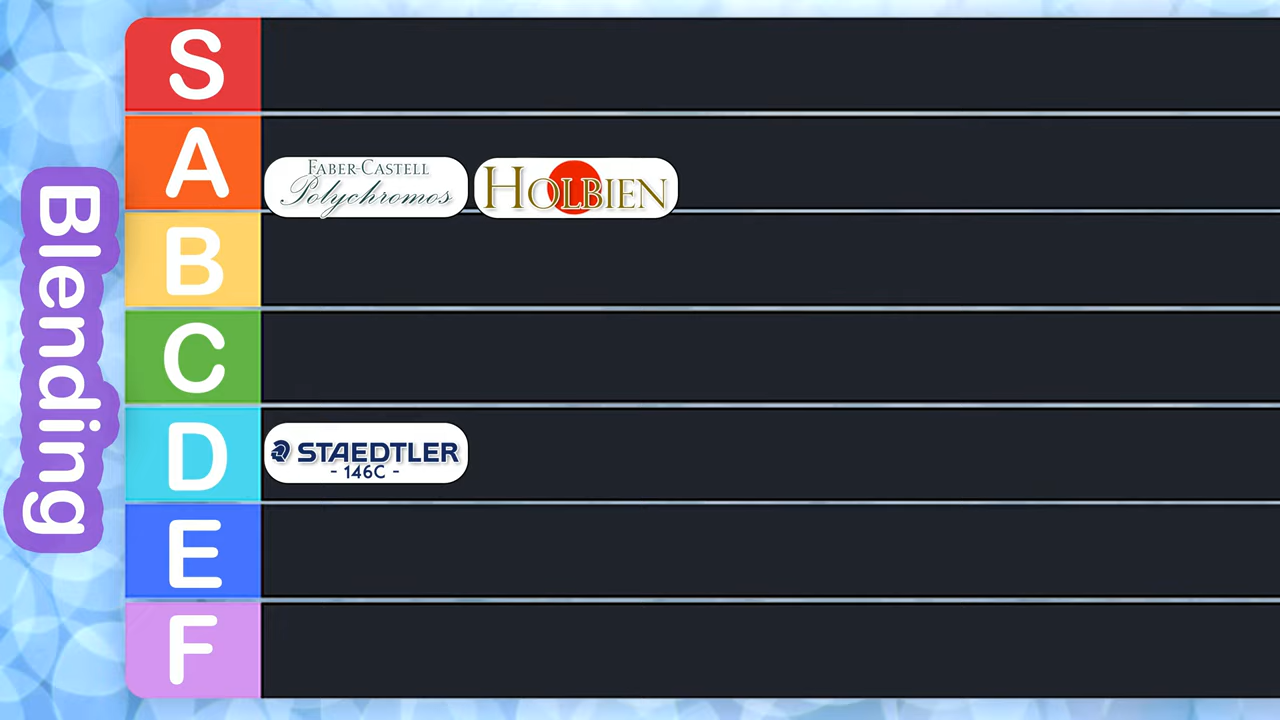 Blending
S
A
FABER-CASTELL
Polychromos
HOLBIEN
B
C
D
STAEDTLER
- 146C -
E
F